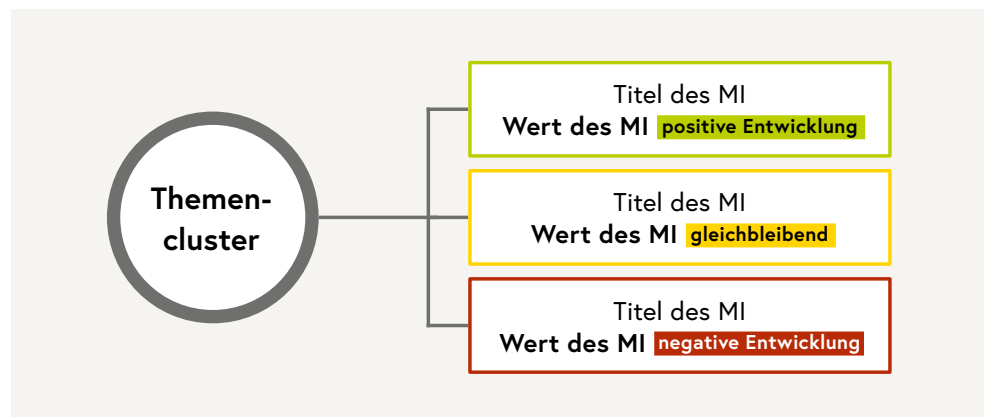 Themen-
cluster
Titel des MI
Wert des MI positive Entwicklung
Titel des MI
Wert des MI gleichbleibend
Titel des MI
Wert des MI negative Entwicklung